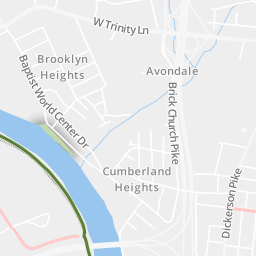 W Trinity Ln
Brooklyn
Heights
Avondale
Baptist World Center Dr
Brick Church Pike
Cumberland
Heights
Dickerson Pike